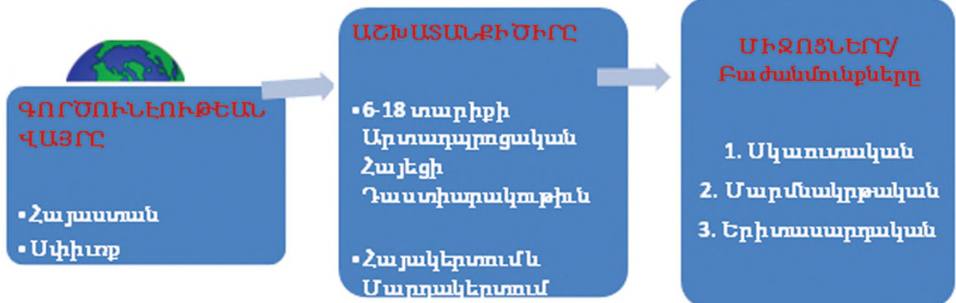 ԳՈՐԾՈՒՆԷՈՒԹԵԱՆ
ՎԱՅՐԸ
▪Հայաստան
▪Սփիւռք
ԱՇԽԱՏԱՆՔԻ ԾԻՐԸ
▪6-18 տարիքի
Արտադպրոցական
Հայեցի
Դաստիարակութիւն
▪Հայակերտում և
Մարդակերտում
ՄԻՋՈՑՆԵՐԸ/
Բաժանմունքները
1. Սկաուտական
2. Մարմնակրթական
3. Երիտասարդական